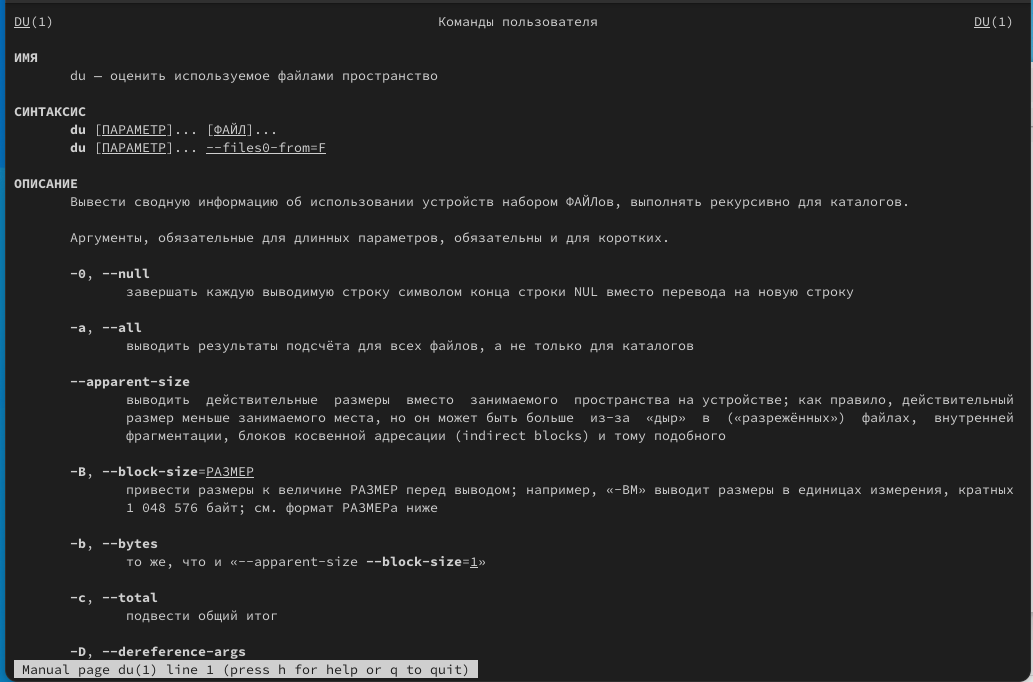 DU(1) Команды пользователя DU(1)
ИМЯ
du — оценить используемое файлами пространство
СИНТАКСИС
du [ПАРАМЕТР]... [ФАЙЛ]...
du [ПАРАМЕТР]... --files0-from=F
ОПИСАНИЕ
Вывести сводную информацию об использовании устройств набором ФАЙЛов, выполнять рекурсивно для каталогов.
Аргументы, обязательные для длинных параметров, обязательны и для коротких.
-0, --null
завершать каждую выводимую строку символом конца строки NUL вместо перевода на новую строку
-a, --all
выводить результаты подсчёта для всех файлов, а не только для каталогов
--apparent-size
выводить действительные размеры вместо занимаемого пространства на устройстве; как правило, действительный
размер меньше занимаемого места, но он может быть больше из-за «дыр» в («разрежённых») файлах, внутренней
фрагментации, блоков косвенной адресации (indirect blocks) и тому подобного
-B, --block-size=РАЗМЕР
привести размеры к величине РАЗМЕР перед выводом; например, «-BM» выводит размеры в единицах измерения, кратных
1 048 576 байт; см. формат РАЗМЕРа ниже
-b, --bytes
то же, что и «--apparent-size --block-size=1»
-c, --total
подвести общий итог
-D, --dereference-args
Manual page du(1) line 1 (press h for help or q to quit)